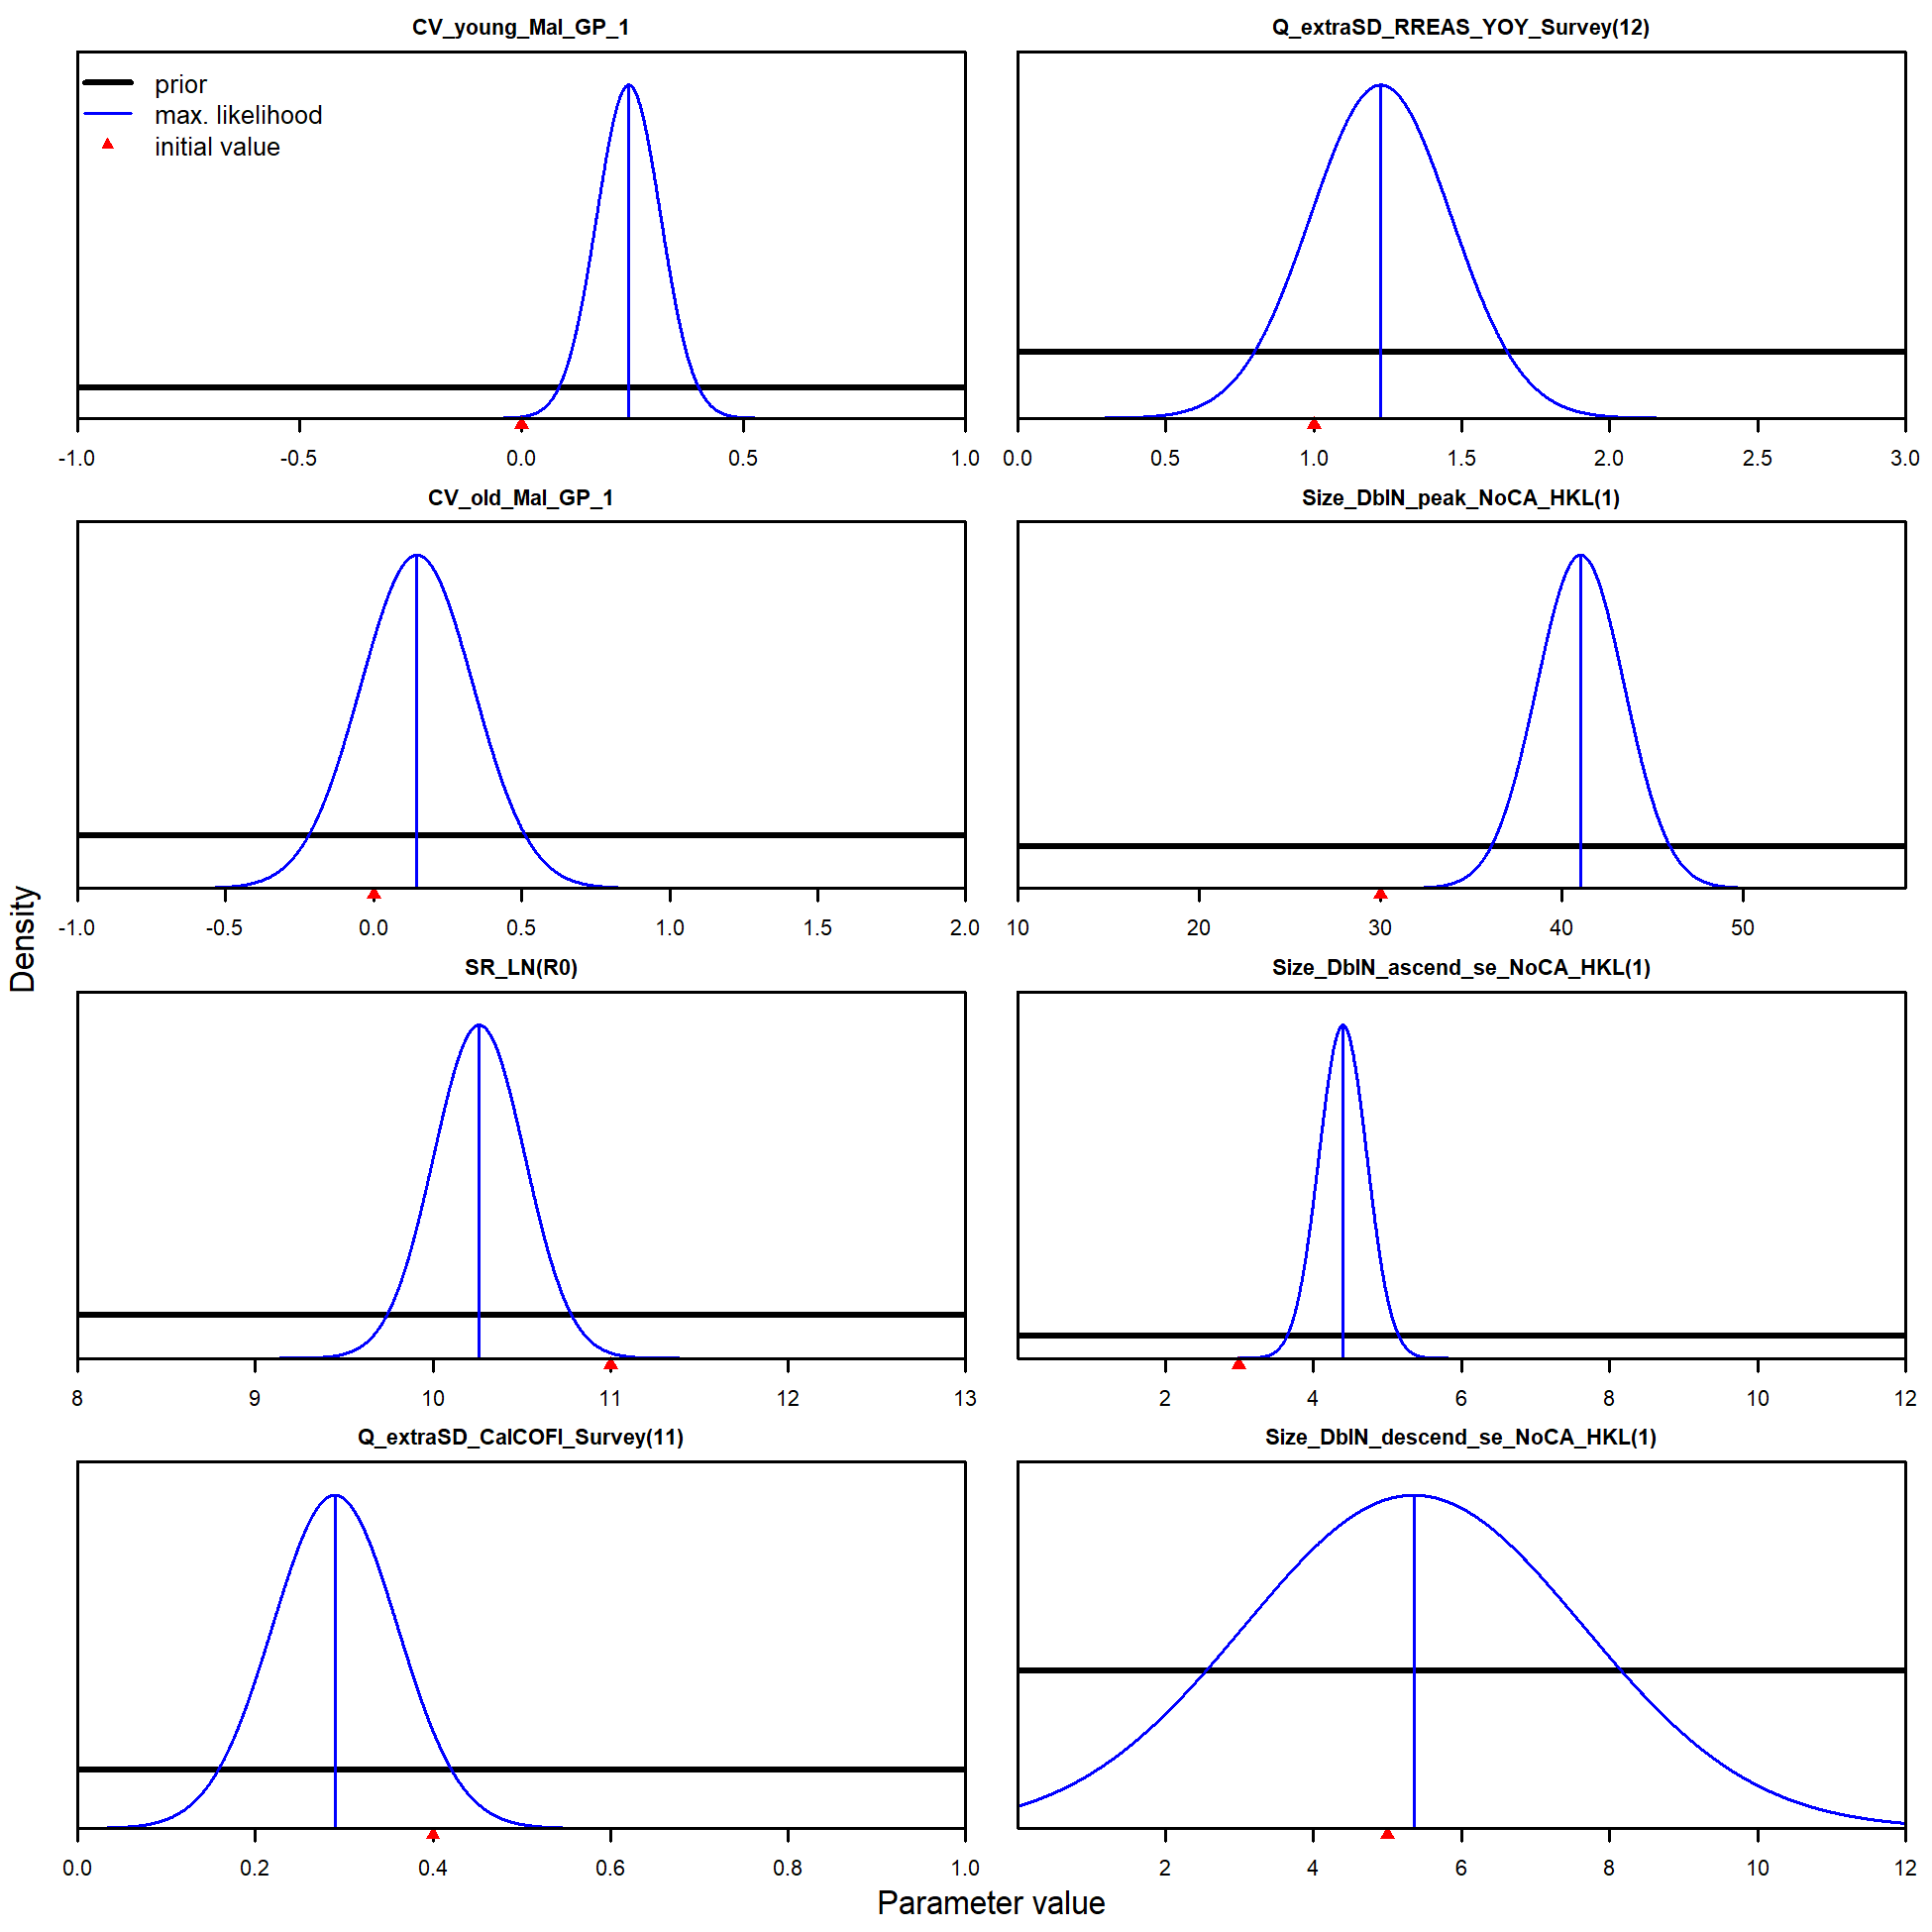 CV_young_Mal_GP_1
prior
max. likelihood
initial value
-1.0 -0.5 0.0 0.5 1.0
Q_extraSD_RREAS_YOY_Survey(12)
0.0 0.5 1.0 1.5 2.0 2.5 3.0
CV_old_Mal_GP_1
-1.0 -0.5 0.0 0.5 1.0 1.5 2.0
Size_DblN_peak_NoCA_HKL(1)
10 20 30 40 50
SR_LN(R0)
8 9 10 11 12 13
Size_DblN_ascend_se_NoCA_HKL(1)
2 4 6 8 10 12
Q_extraSD_CalCOFI_Survey(11)
0.0 0.2 0.4 0.6 0.8 1.0
Size_DblN_descend_se_NoCA_HKL(1)
2 4 6 8 10 12
Density
Parameter value